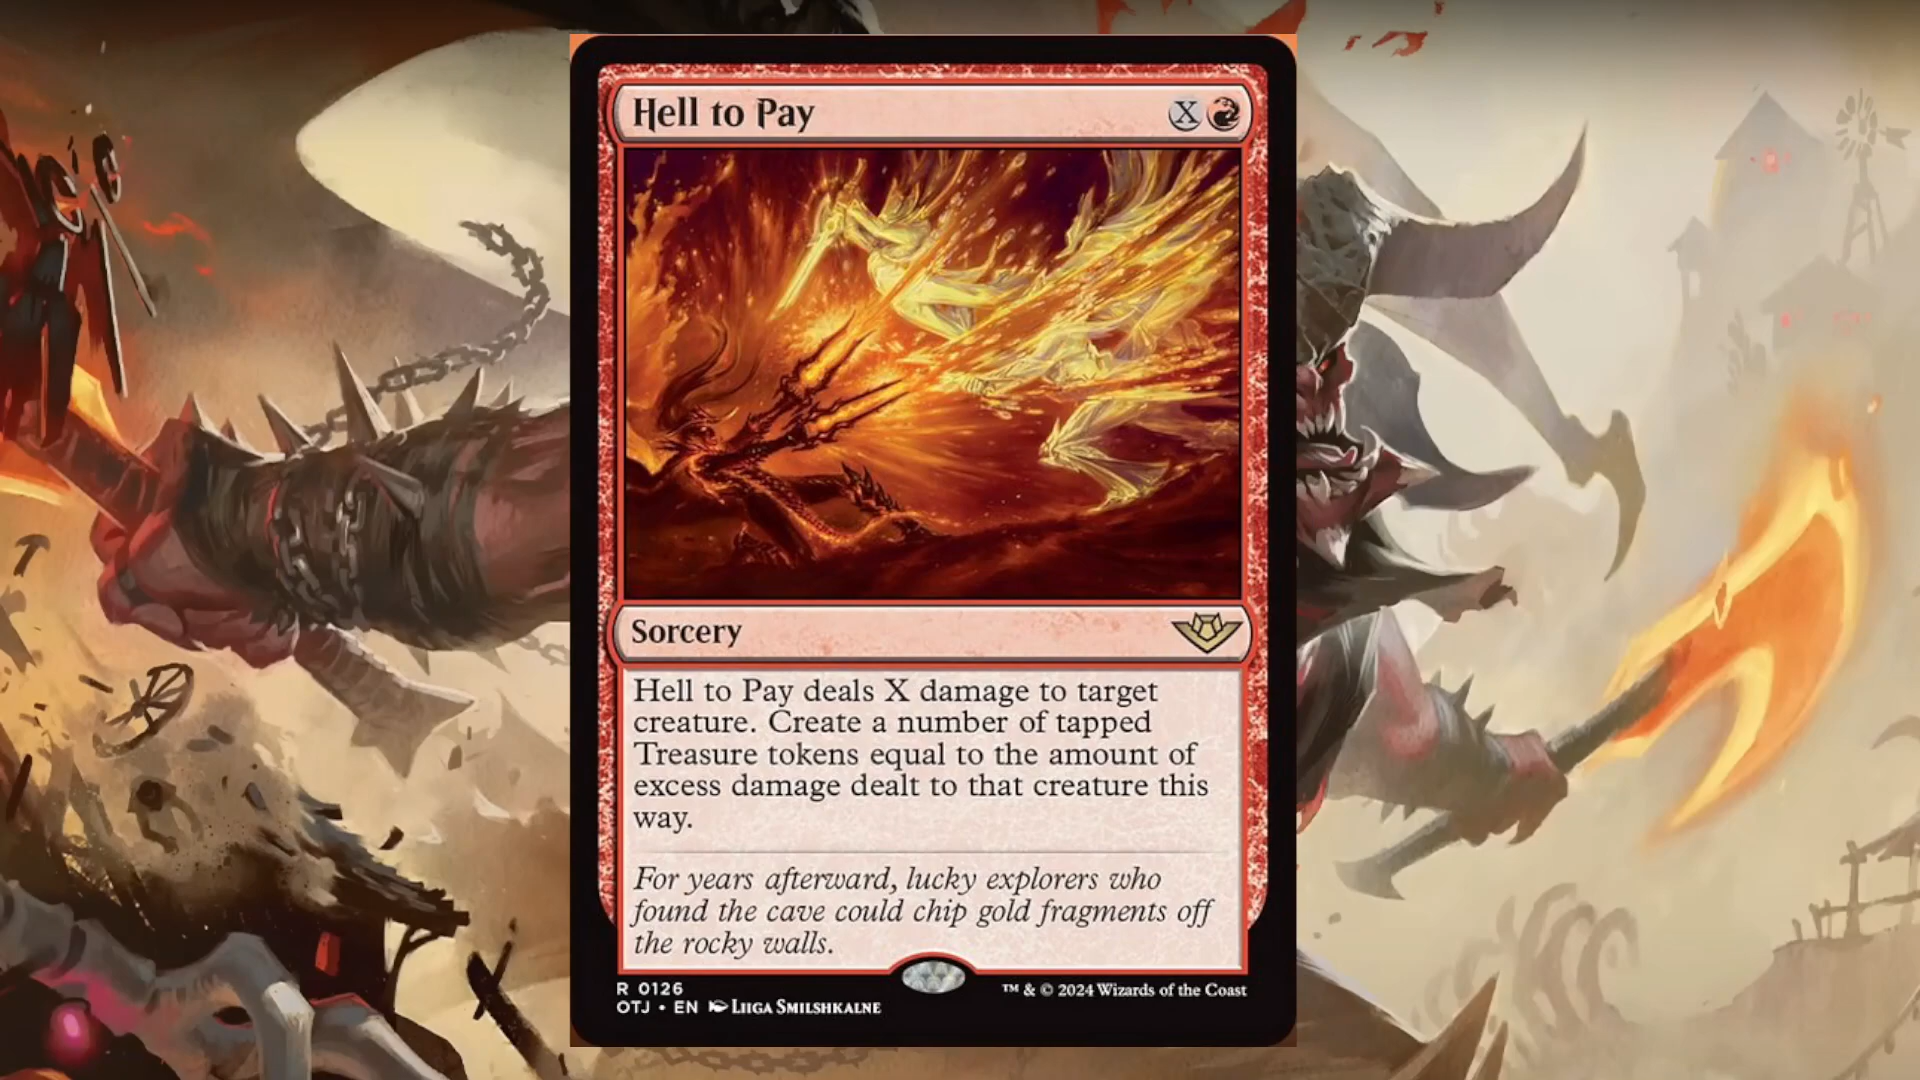 Hell to Pay X
Sorcery
Hell to Pay deals X damage to target
creature. Create a number of tapped
Treasure tokens equal to the amount of
excess damage dealt to that creature this
way.
For years afterward, lucky explorers who
found the cave could chip gold fragments off
the rocky walls.
R 0126
OTJ • EN LIIGA SMILSHKALNE
™ & © 2024 Wizards of the Coast